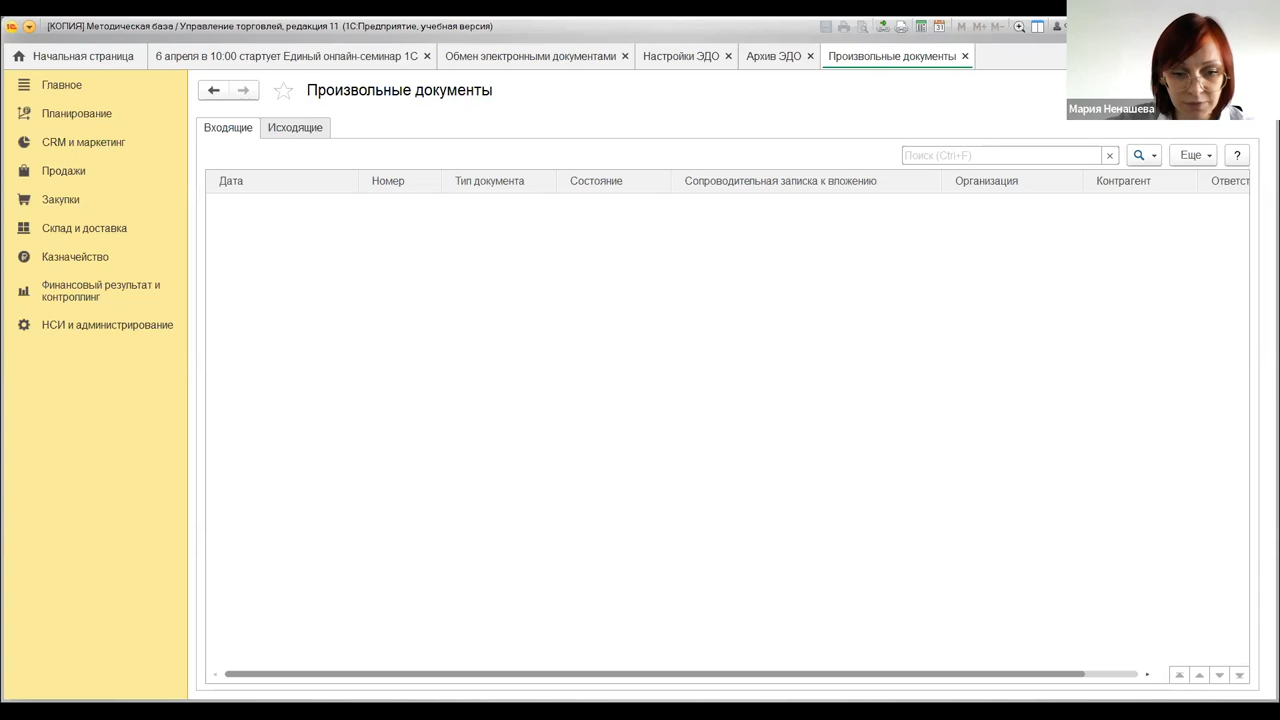 [КОПИЯ] Методическая база / Управление торговлей, редакция 11 (1С:Предприятие, учебная версия)
M M+ M-
Начальная страница
6 апреля в 10:00 стартует Единый онлайн-семинар 1С ×
Обмен электронными документами ×
Настройки ЭДО ×
Архив ЭДО ×
Произвольные документы ×
Мария Ненашева
Главное
Планирование
CRM и маркетинг
Продажи
Закупки
Склад и доставка
Казначейство
Финансовый результат и
контроллинг
НСИ и администрирование
Произвольные документы
Входящие
Исходящие
Поиск (Ctrl+F)
×
Еще
?
Дата
Номер
Тип документа
Состояние
Сопроводительная записка к вложению
Организация
Контрагент
Ответст